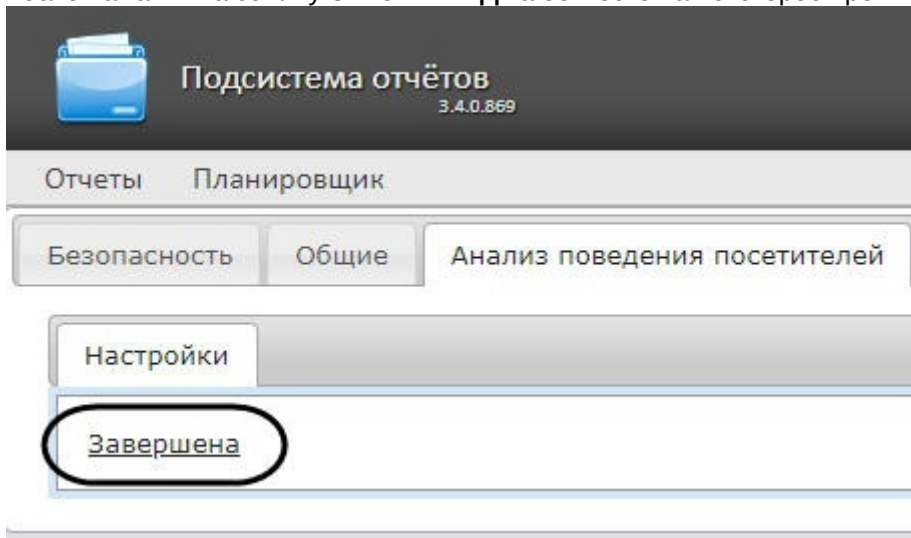 Подсистема отчётов
3.4.0.869
Отчеты Планировщик
Безопасность Общие Анализ поведения посетителей
Настройки
Завершена